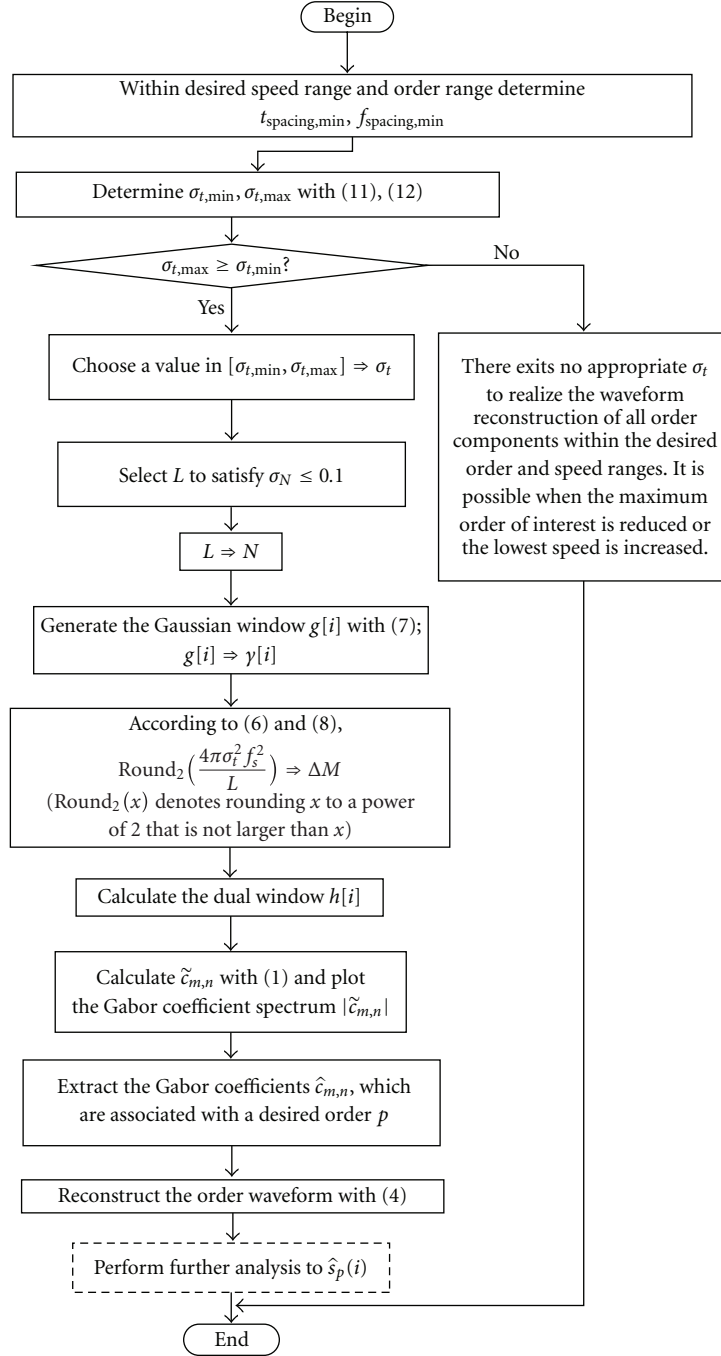 Begin
Within desired speed range and order range determine
t_spacing,min, f_spacing,min
Determine σ_t,min, σ_t,max with (11), (12)
σ_t,max ≥ σ_t,min?
No
Yes
Choose a value in [σ_t,min, σ_t,max] ⇒ σ_t
There exits no appropriate σ_t
to realize the waveform
reconstruction of all order
components within the desired
order and speed ranges. It is
possible when the maximum
order of interest is reduced or
the lowest speed is increased.
Select L to satisfy σ_N ≤ 0.1
L ⇒ N
Generate the Gaussian window g[i] with (7);
g[i] ⇒ γ[i]
According to (6) and (8),
Round₂(4πσ_t² f_s² / L) ⇒ ΔM
(Round₂(x) denotes rounding x to a power
of 2 that is not larger than x)
Calculate the dual window h[i]
Calculate c̃_m,n with (1) and plot
the Gabor coefficient spectrum |c̃_m,n|
Extract the Gabor coefficients ĉ_m,n, which
are associated with a desired order p
Reconstruct the order waveform with (4)
Perform further analysis to ŝ_p(i)
End